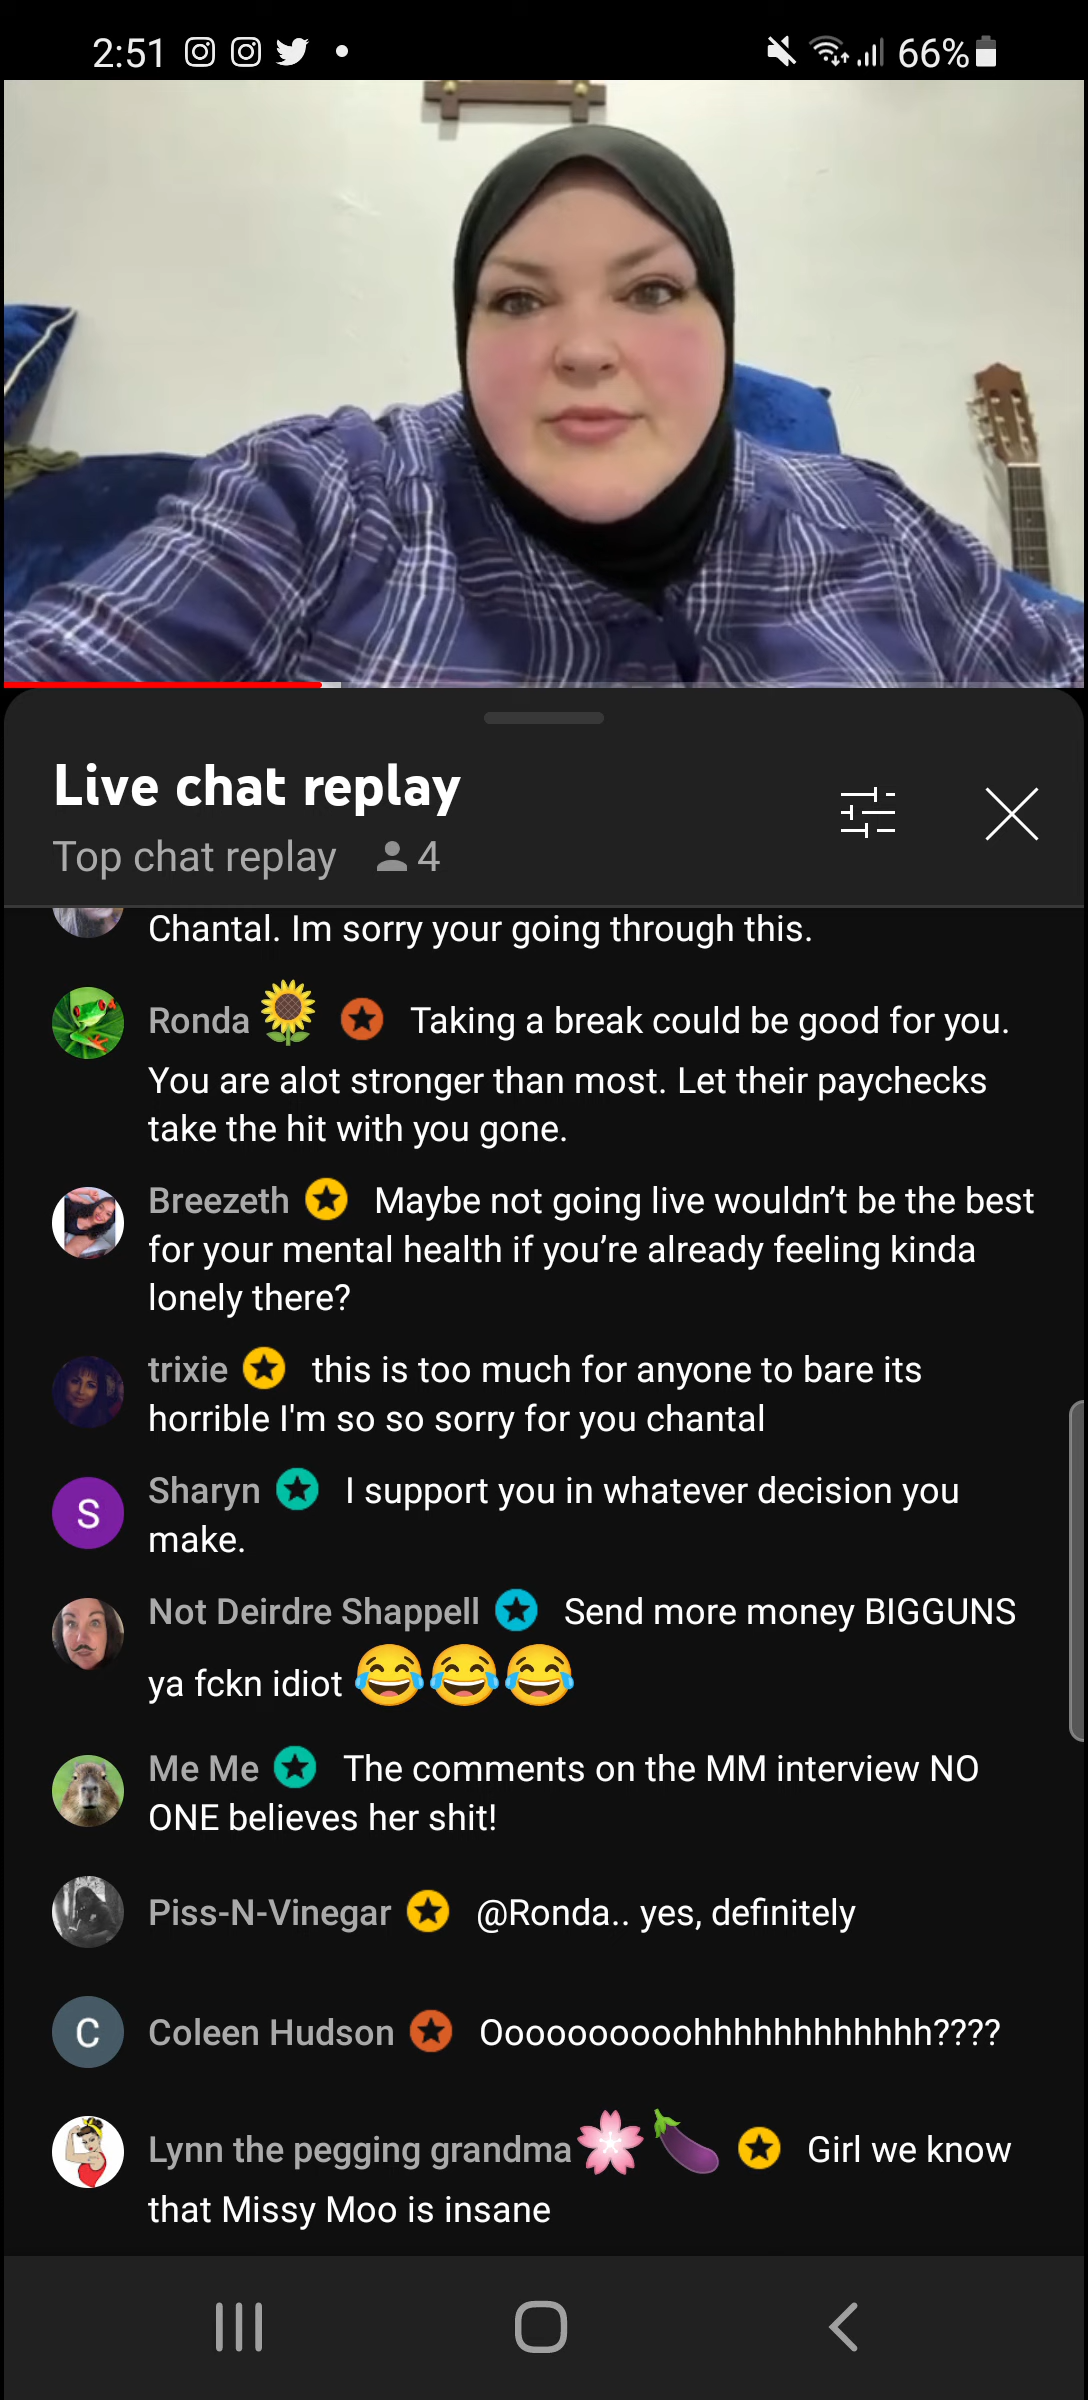 2:51 66%
Live chat replay
Top chat replay 4
Chantal. Im sorry your going through this.
Ronda🌻 Taking a break could be good for you.
You are alot stronger than most. Let their paychecks
take the hit with you gone.
Breezeth Maybe not going live wouldn’t be the best
for your mental health if you’re already feeling kinda
lonely there?
trixie this is too much for anyone to bare its
horrible I'm so so sorry for you chantal
S
Sharyn I support you in whatever decision you
make.
Not Deirdre Shappell Send more money BIGGUNS
ya fckn idiot 😂😂😂
Me Me The comments on the MM interview NO
ONE believes her shit!
Piss-N-Vinegar @Ronda.. yes, definitely
C
Coleen Hudson Oooooooooohhhhhhhhhhhh????
Lynn the pegging grandma🌸🍆 Girl we know
that Missy Moo is insane